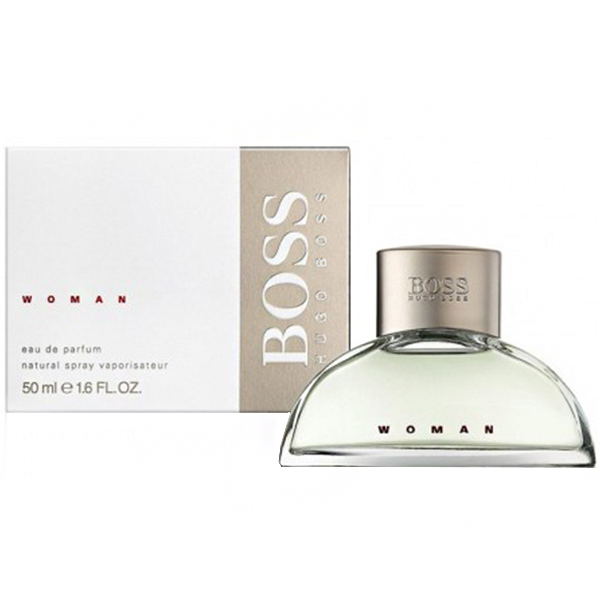 WOMAN
eau de parfum
natural spray vaporisateur
50 ml e 1.6 FL.OZ.
BOSS
HUGO BOSS
BOSS
HUGO BOSS
WOMAN